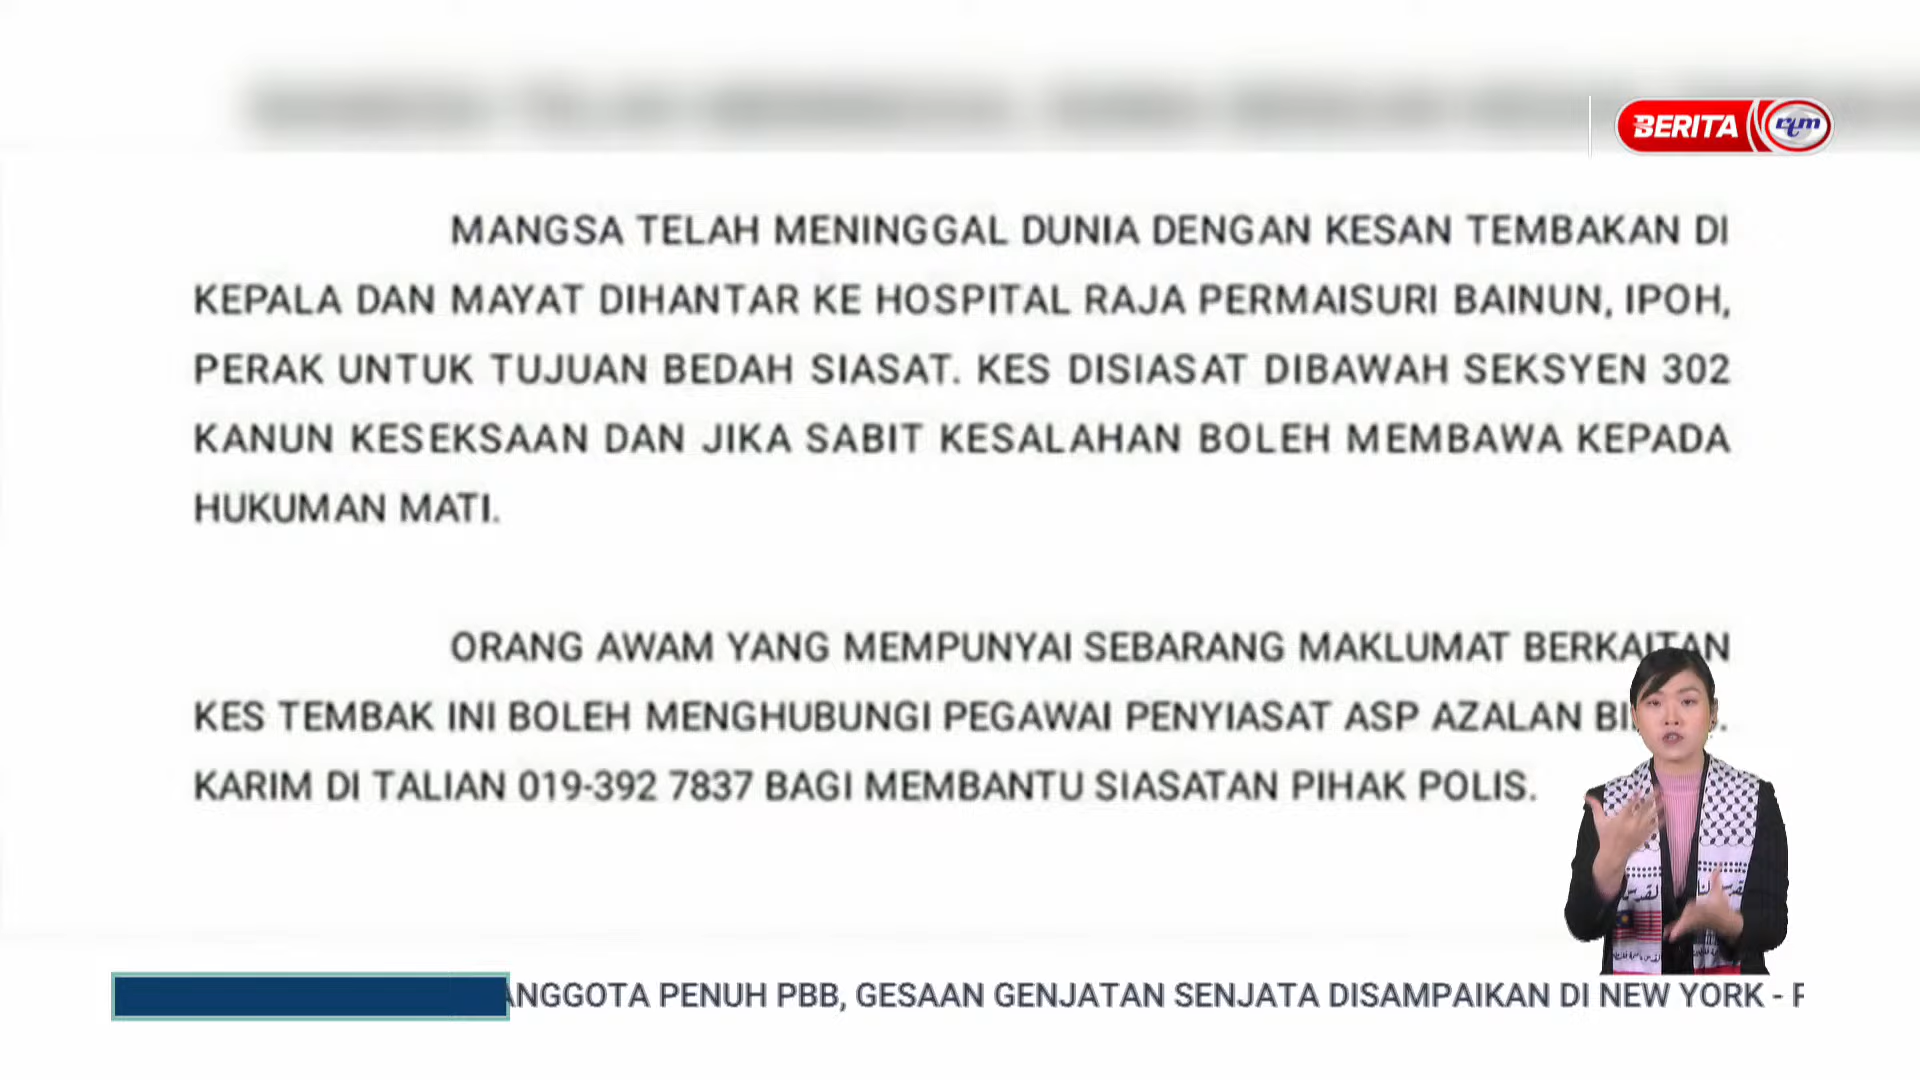 BERITA rtm
MANGSA TELAH MENINGGAL DUNIA DENGAN KESAN TEMBAKAN DI
KEPALA DAN MAYAT DIHANTAR KE HOSPITAL RAJA PERMAISURI BAINUN, IPOH,
PERAK UNTUK TUJUAN BEDAH SIASAT. KES DISIASAT DIBAWAH SEKSYEN 302
KANUN KESEKSAAN DAN JIKA SABIT KESALAHAN BOLEH MEMBAWA KEPADA
HUKUMAN MATI.
ORANG AWAM YANG MEMPUNYAI SEBARANG MAKLUMAT BERKAITAN
KES TEMBAK INI BOLEH MENGHUBUNGI PEGAWAI PENYIASAT ASP AZALAN
KARIM DI TALIAN 019-392 7837 BAGI MEMBANTU SIASATAN PIHAK POLIS.
ANGGOTA PENUH PBB, GESAAN GENJATAN SENJATA DISAMPAIKAN DI NEW YORK -